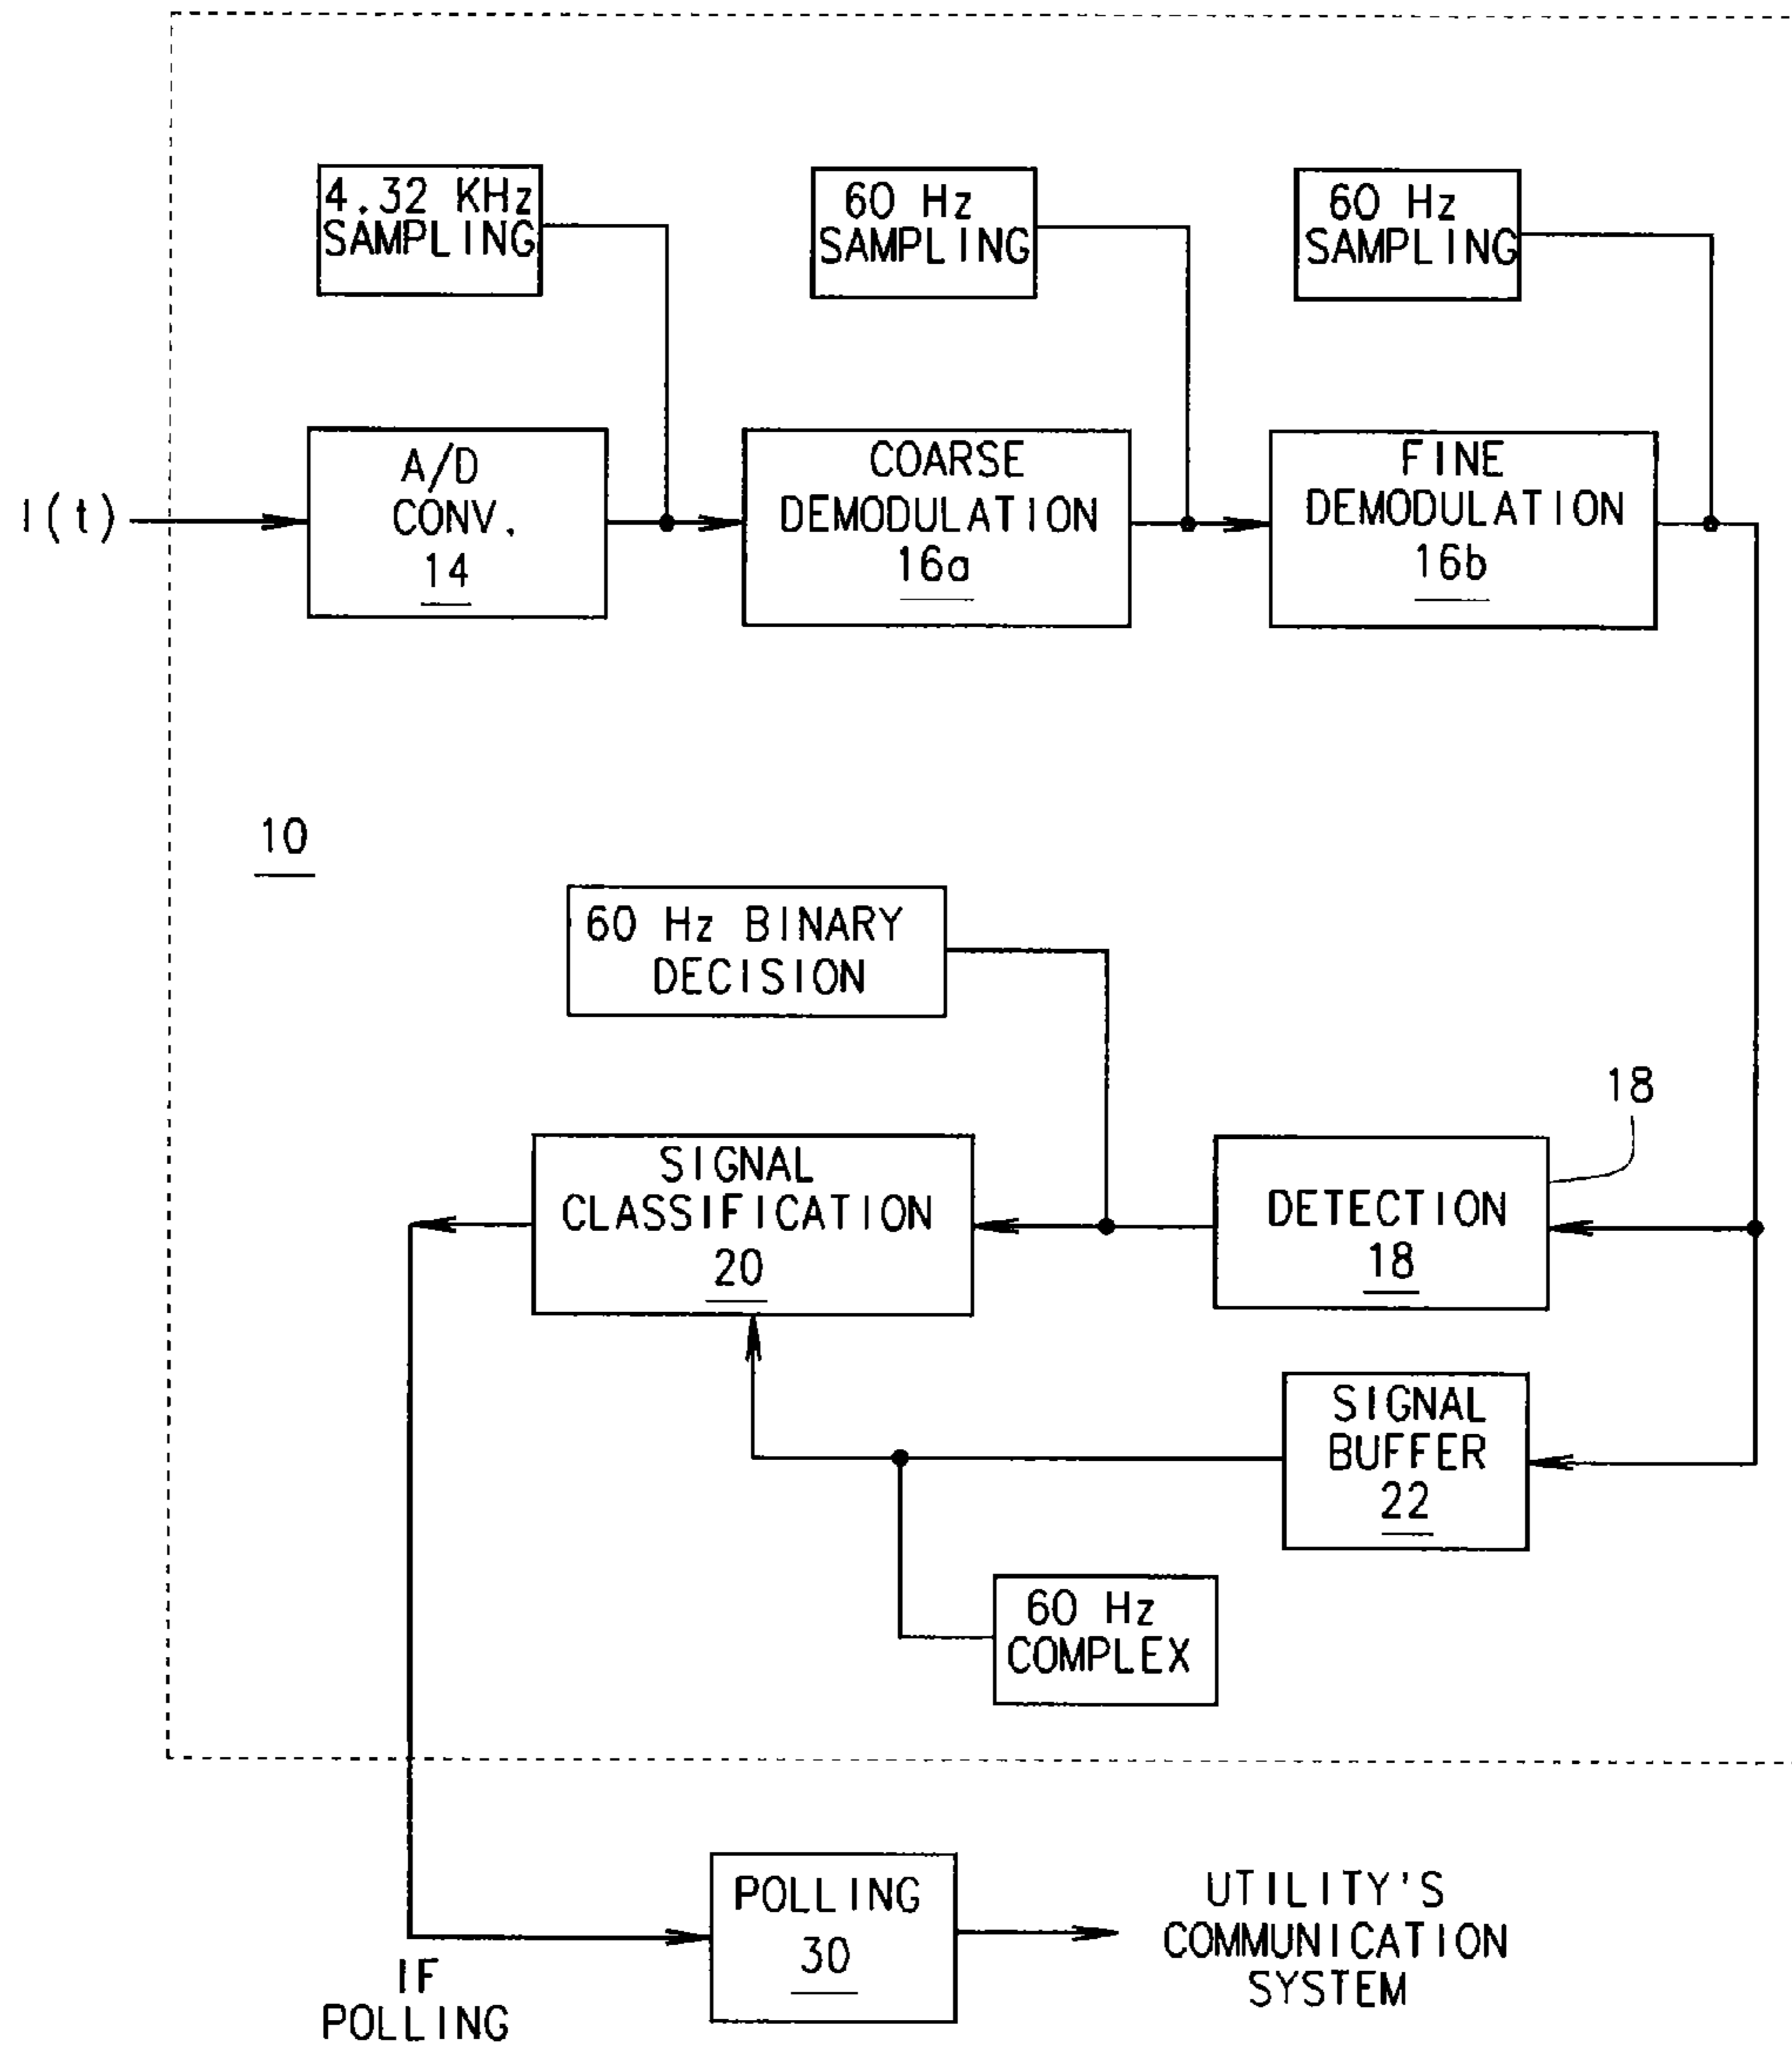 4.32 KHz
SAMPLING
60 Hz
SAMPLING
60 Hz
SAMPLING
I(t)
A/D
CONV.
14
COARSE
DEMODULATION
16a
FINE
DEMODULATION
16b
10
60 Hz BINARY
DECISION
18
SIGNAL
CLASSIFICATION
20
DETECTION
18
SIGNAL
BUFFER
22
60 Hz
COMPLEX
POLLING
30
UTILITY'S
COMMUNICATION
SYSTEM
IF
POLLING